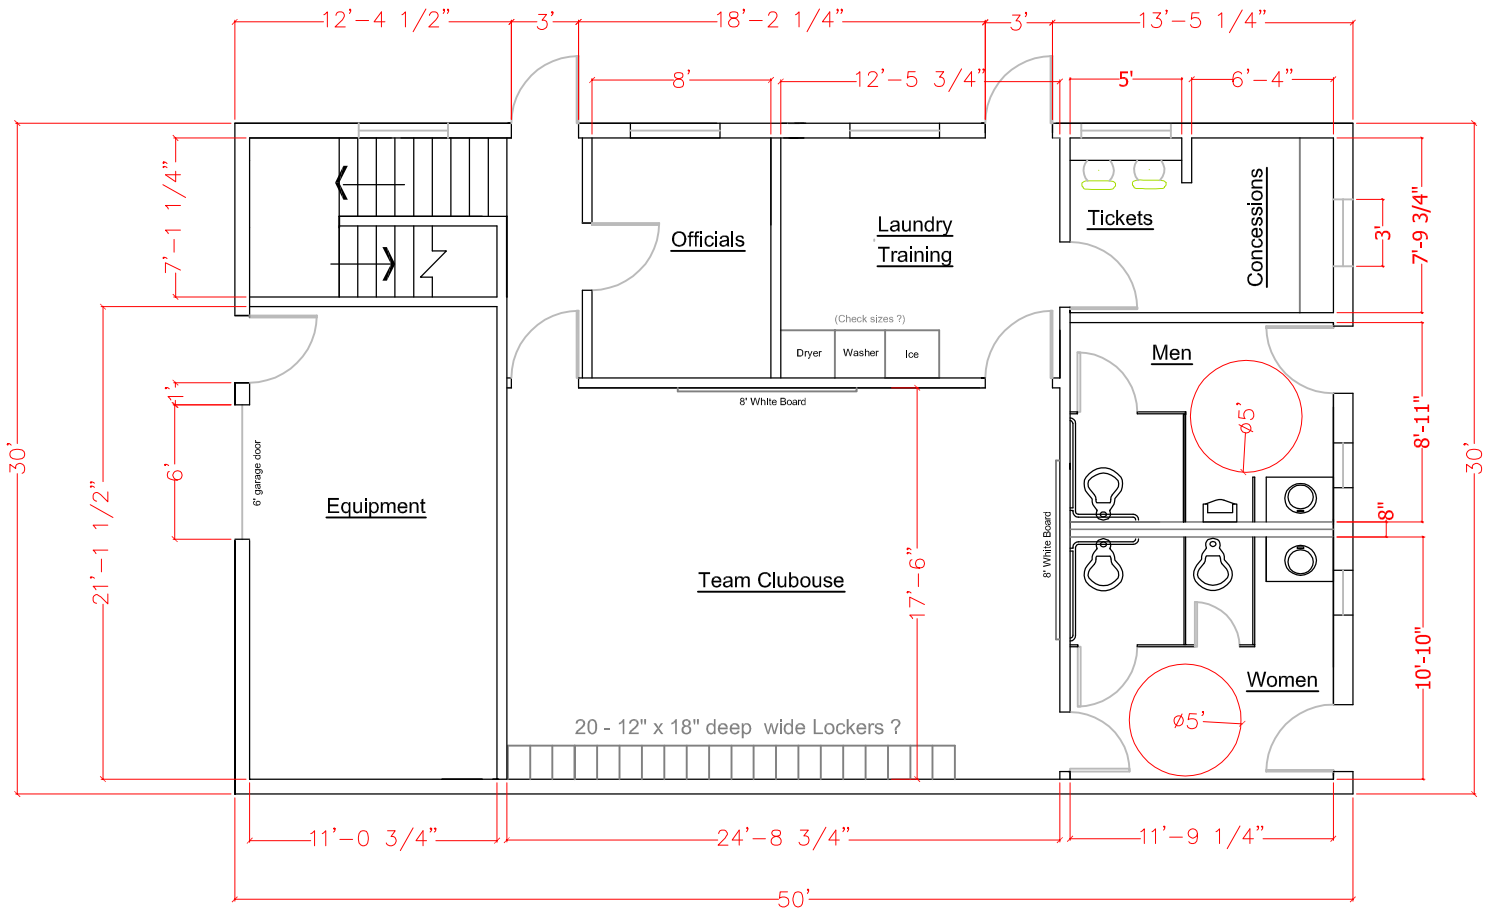 12'-4 1/2"
3'
18'-2 1/4"
3'
13'-5 1/4"
8'
12'-5 3/4"
5'
6'-4"
7'-1 1/4"
Officials
Laundry
Training
Tickets
Concessions
3'
7'-9 3/4"
(Check sizes ?)
Dryer
Washer
Ice
Men
8' White Board
1'
6'
6' garage door
30'
21'-1 1/2"
Equipment
ø5'
8'-11"
30'
8"
8' White Board
Team Clubouse
17'-6"
Women
10'-10"
ø5'
20 - 12" x 18" deep wide Lockers ?
11'-0 3/4"
24'-8 3/4"
11'-9 1/4"
50'